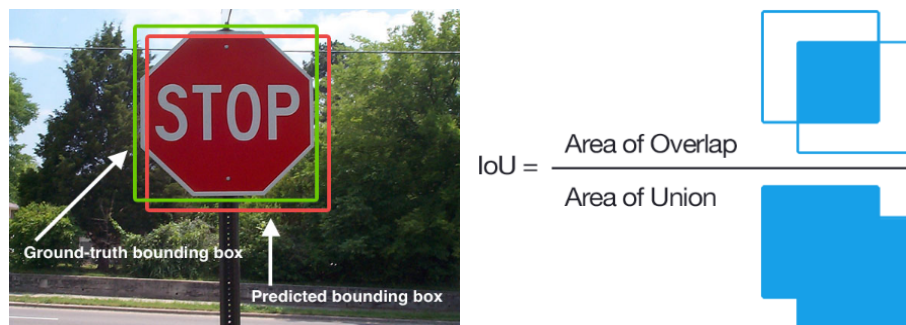 STOP
Ground-truth bounding box
Predicted bounding box
IoU =
Area of Overlap
Area of Union